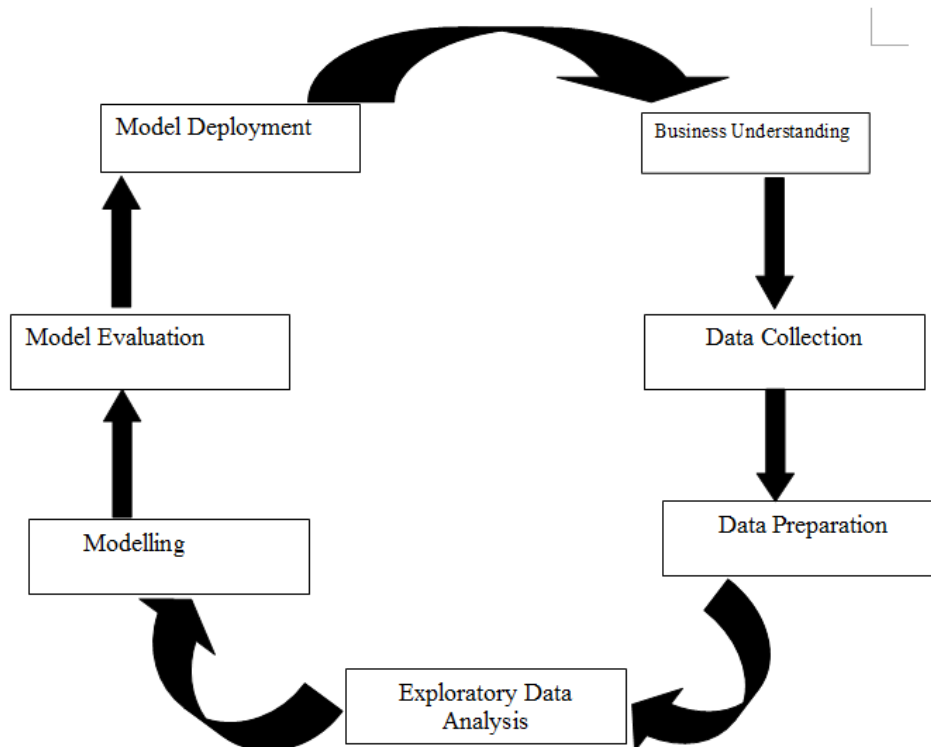 Model Deployment
Business Understanding
Model Evaluation
Data Collection
Modelling
Data Preparation
Exploratory Data
Analysis